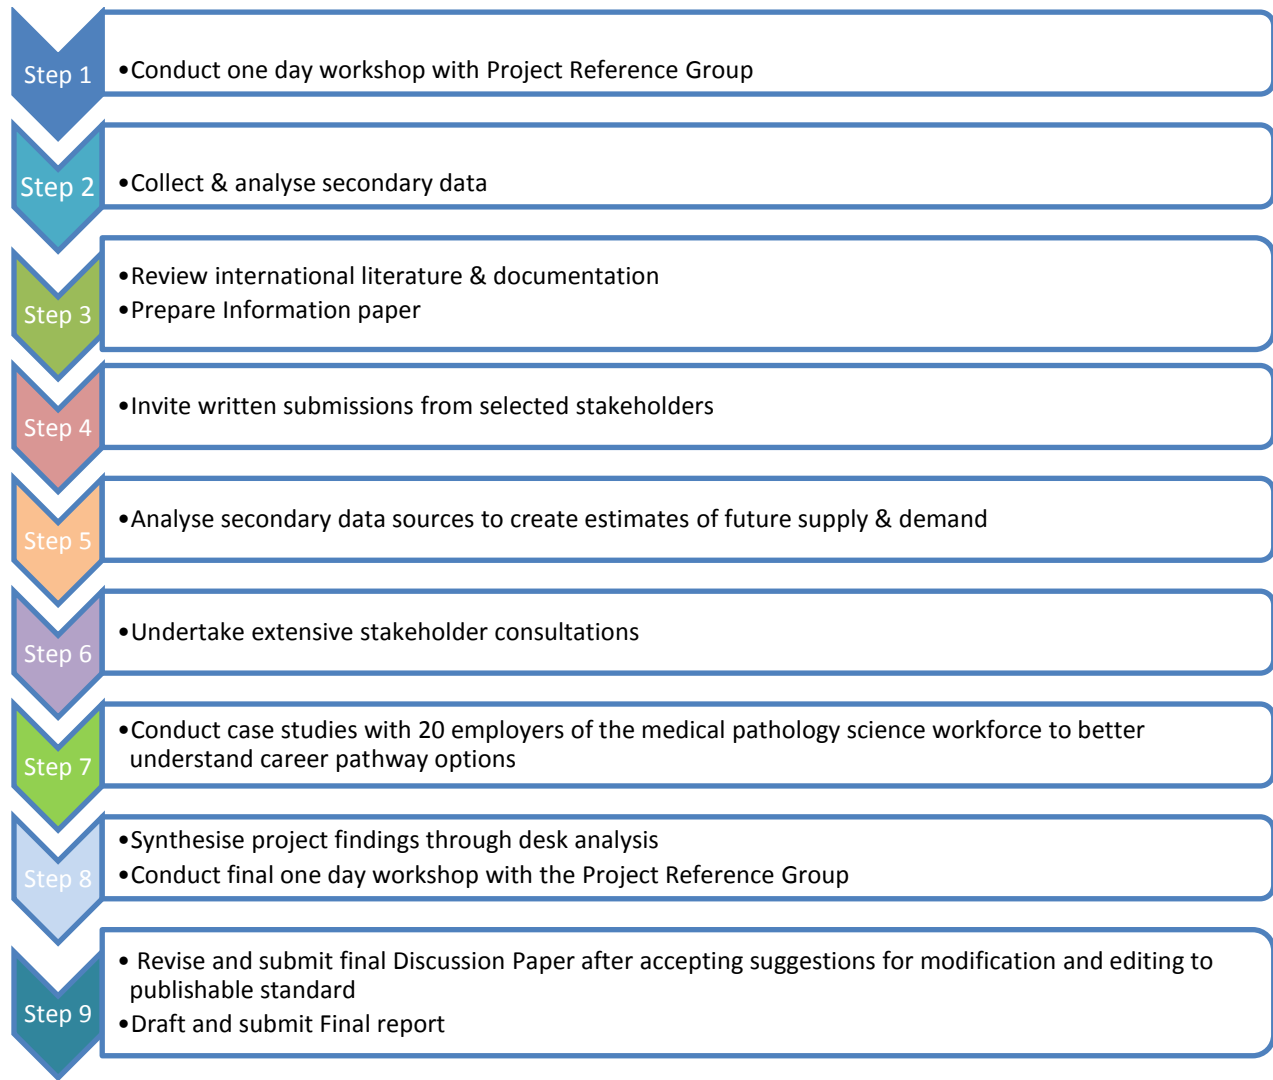 Step 1
•Conduct one day workshop with Project Reference Group
Step 2
•Collect & analyse secondary data
Step 3
•Review international literature & documentation
•Prepare Information paper
Step 4
•Invite written submissions from selected stakeholders
Step 5
•Analyse secondary data sources to create estimates of future supply & demand
Step 6
•Undertake extensive stakeholder consultations
Step 7
•Conduct case studies with 20 employers of the medical pathology science workforce to better
understand career pathway options
Step 8
•Synthesise project findings through desk analysis
•Conduct final one day workshop with the Project Reference Group
Step 9
• Revise and submit final Discussion Paper after accepting suggestions for modification and editing to
publishable standard
•Draft and submit Final report